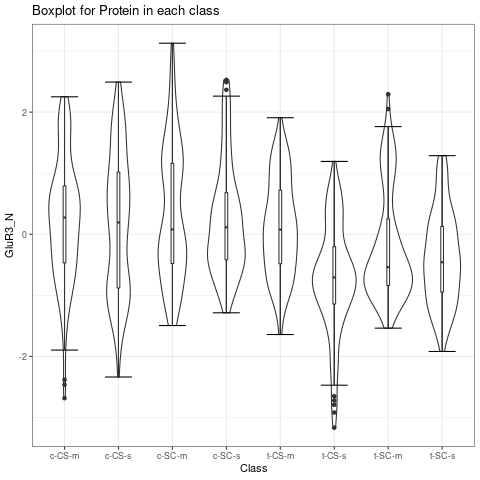 Boxplot for Protein in each class
GluR3_N
2
0
-2
c-CS-m c-CS-s c-SC-m c-SC-s t-CS-m t-CS-s t-SC-m t-SC-s
Class